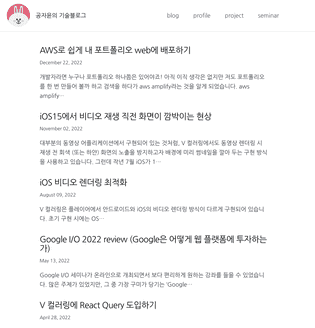 공자윤의 기술블로그
blog profile project seminar
AWS로 쉽게 내 포트폴리오 web에 배포하기
December 22, 2022
개발자라면 누구나 포트폴리오 하나쯤은 있어야죠! 아직 이직 생각은 없지만 저도 포트폴리오
를 한 번 만들어 볼까 하고 검색을 하다가 aws amplify라는 것을 알게 되었습니다. aws
amplify…
iOS15에서 비디오 재생 직전 화면이 깜박이는 현상
November 02, 2022
대부분의 동영상 어플리케이션에서 구현되어 있는 것처럼, V 컬러링에서도 동영상 렌더링 시
재생 전 회색 (또는 하얀) 화면의 노출을 방지하고자 배경에 미리 썸네일을 깔아 두는 구현 방식
을 사용하고 있습니다. 그런데 작년 7월 iOS가 1…
iOS 비디오 렌더링 최적화
August 09, 2022
V 컬러링은 플레이어에서 안드로이드와 iOS의 비디오 렌더링 방식이 다르게 구현되어 있습니
다. 초기 구현 시에는 OS…
Google I/O 2022 review (Google은 어떻게 웹 플랫폼에 투자하는
가)
May 13, 2022
Google I/O 세미나가 온라인으로 개최되면서 보다 편리하게 원하는 강좌를 들을 수 있었습니
다. 많은 주제가 있었지만, 그 중 가장 구미가 당기는 'Google…
V 컬러링에 React Query 도입하기
April 28, 2022